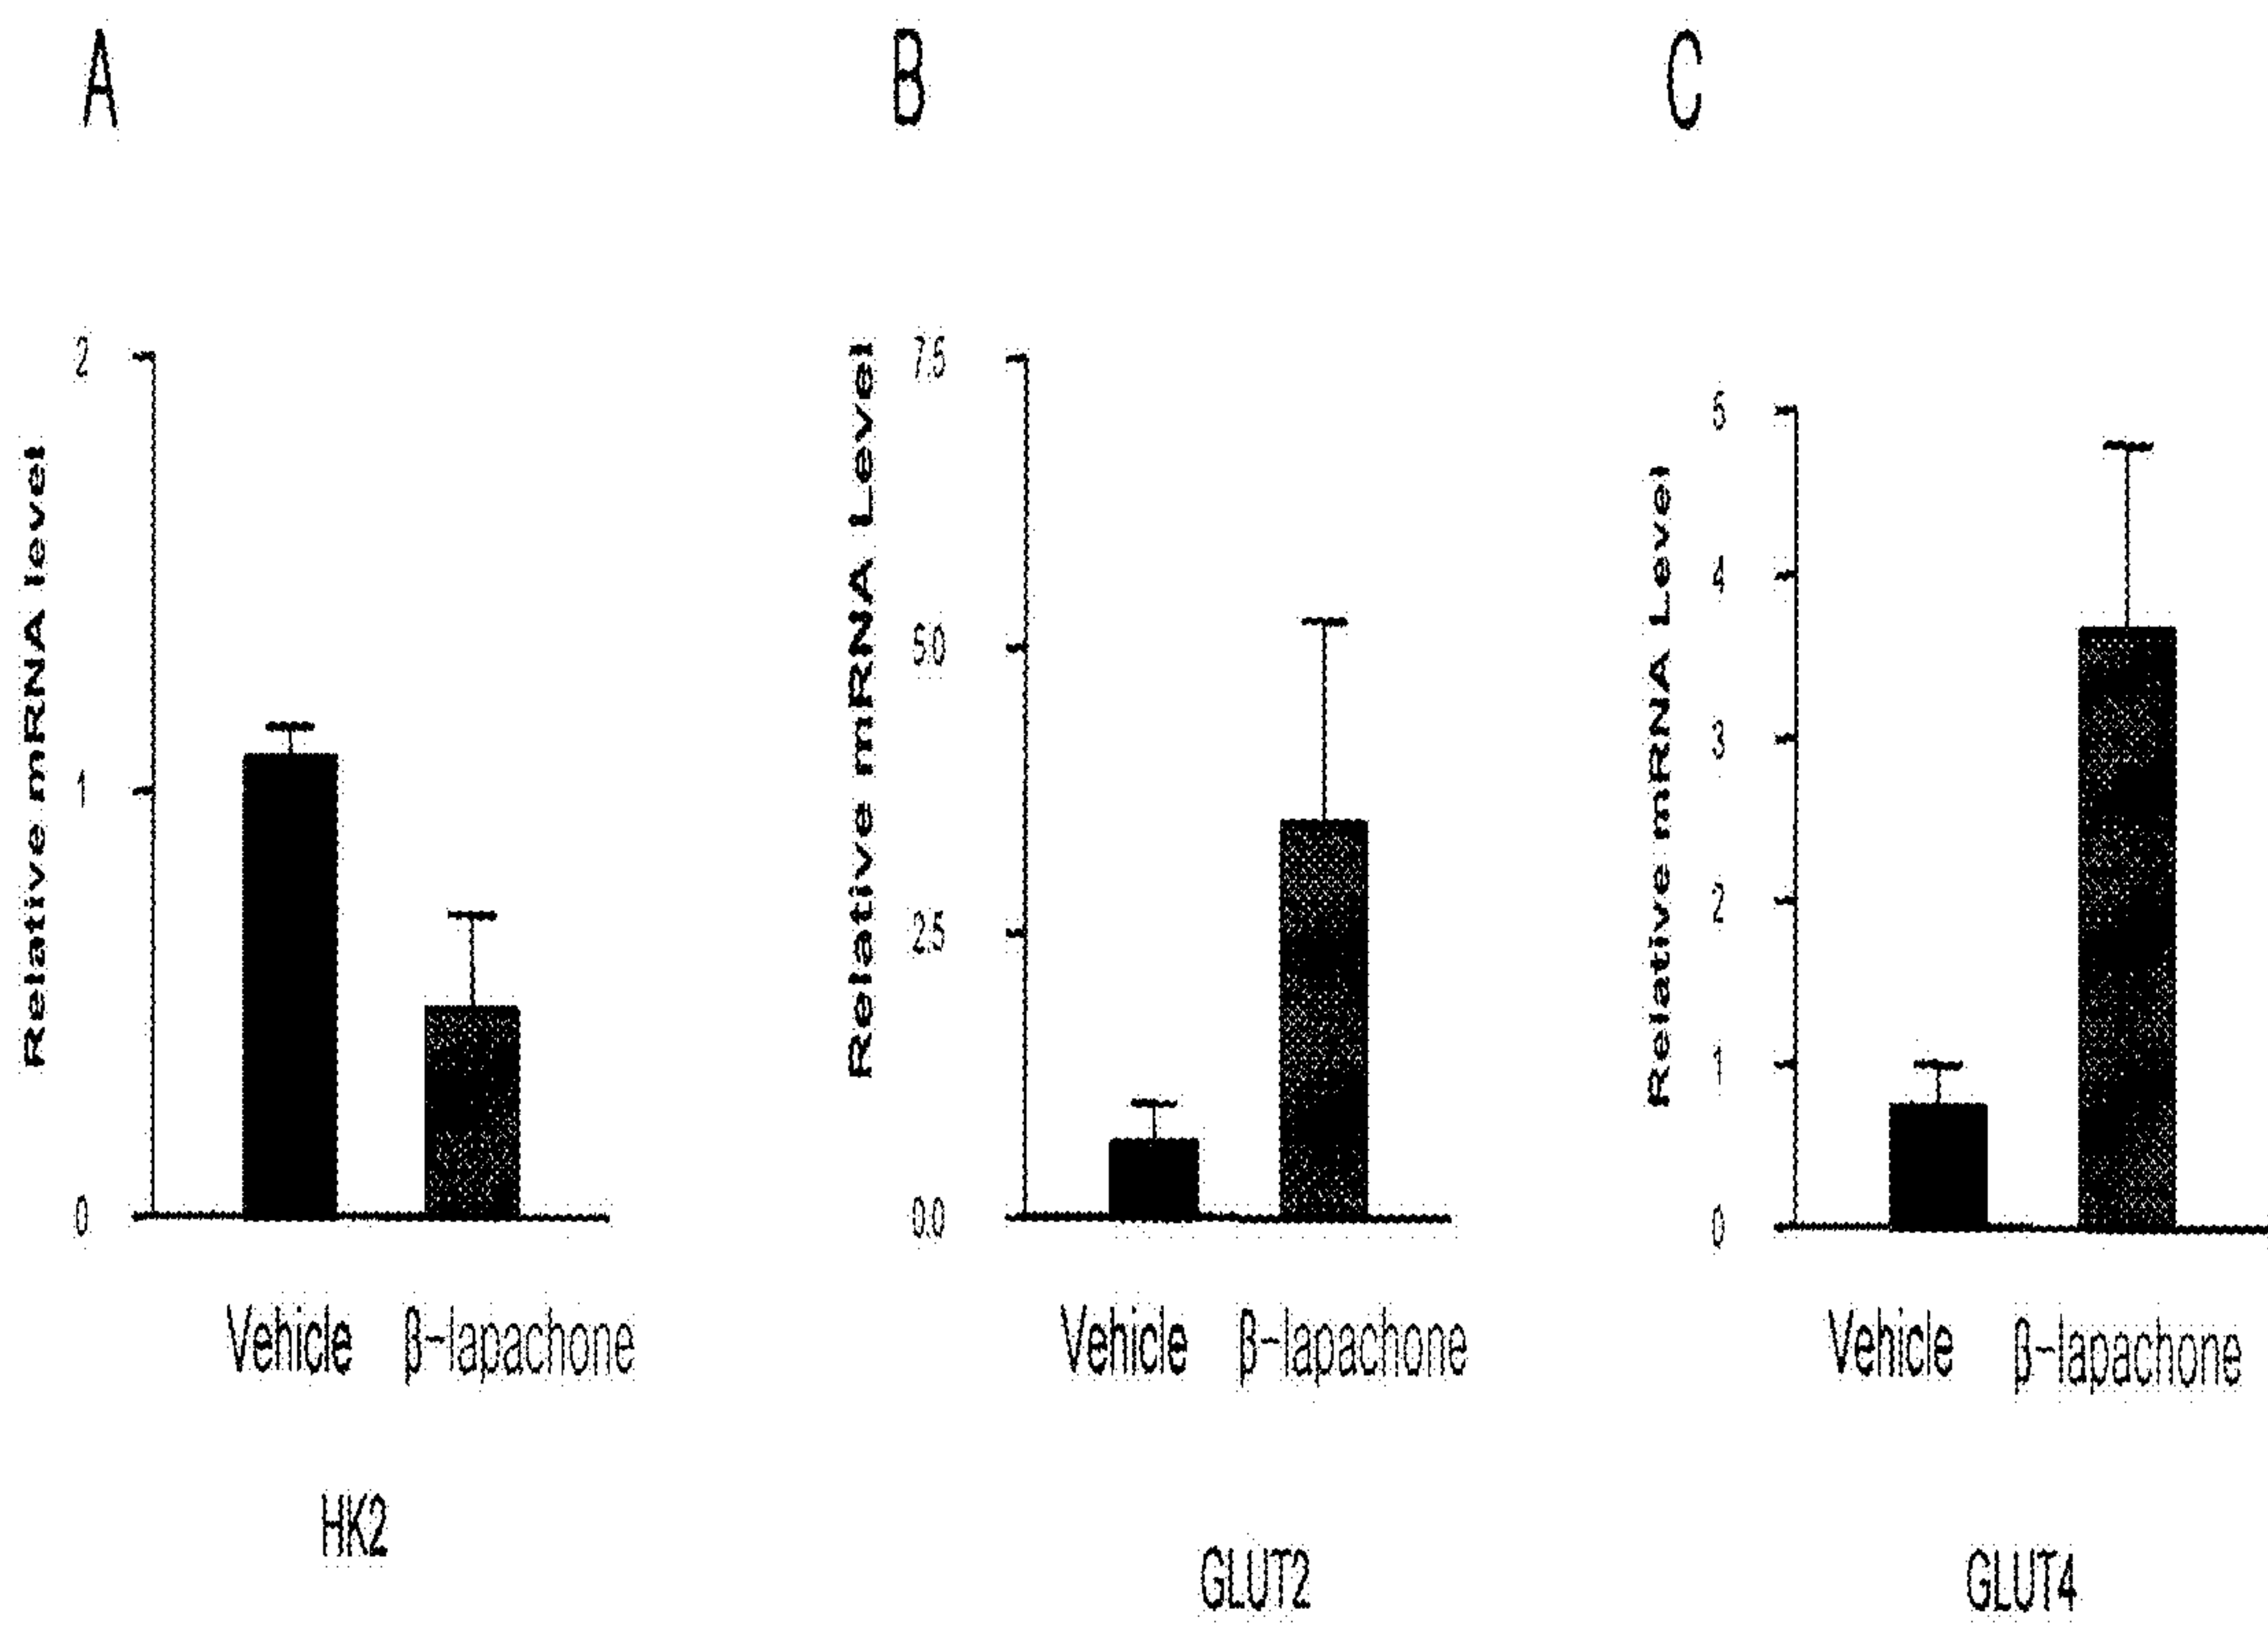 A
B
C
Relative mRNA level
2
1
0
Vehicle β-lapachone
HK2
Relative mRNA Level
7.5
5.0
2.5
0.0
Vehicle β-lapachone
GLUT2
Relative mRNA Level
5
4
3
2
1
0
Vehicle β-lapachone
GLUT4